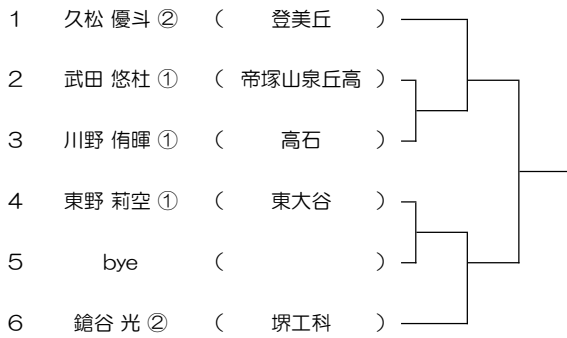 1 久松 優斗 ② ( 登美丘 )
2 武田 悠杜 ① ( 帝塚山泉丘高 )
3 川野 侑暉 ① ( 高石 )
4 東野 莉空 ① ( 東大谷 )
5 bye ( )
6 鎗谷 光 ② ( 堺工科 )